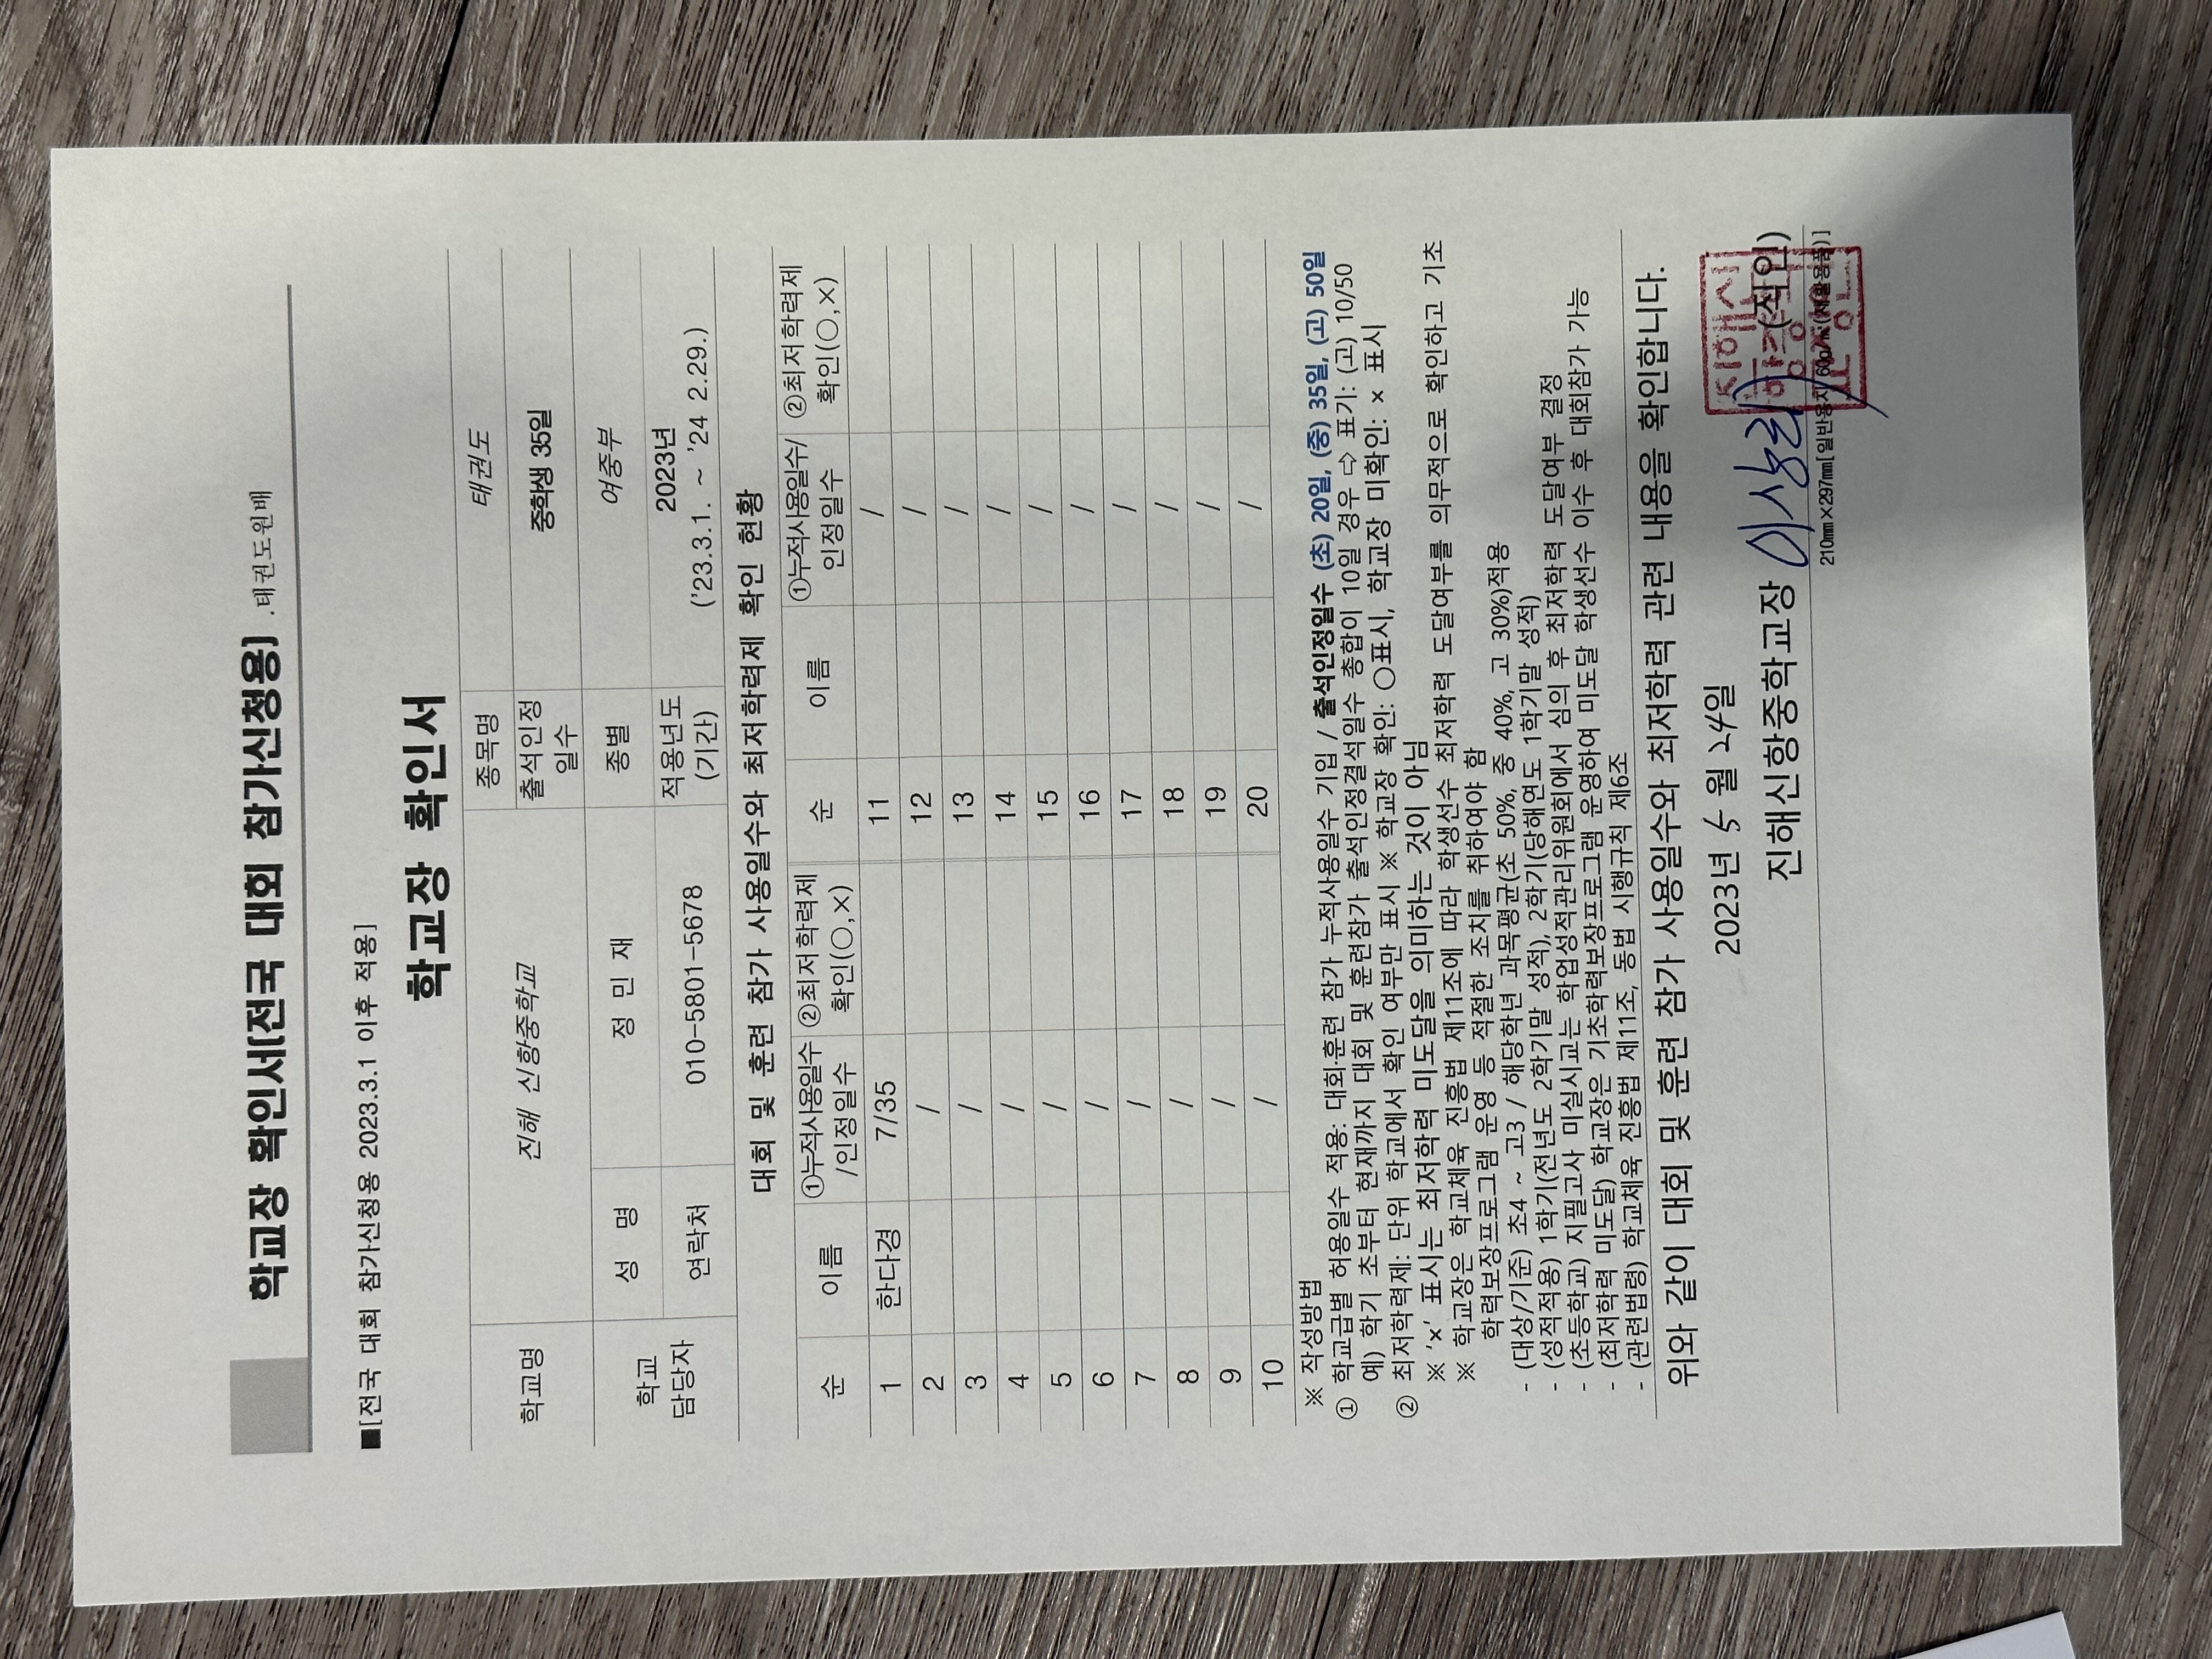 학교장 확인서[전국 대회 참가신청용] .태권도원배
■[전국 대회 참가신청용 2023.3.1 이후 적용]
학교장 확인서
학교명 진해 신항중학교 종목명 태권도
출석인정일수 중학생 35일
학교 담당자 성 명 정 민 재 종별 여중부
연락처 010-5801-5678 적용년도 (기간) 2023년 ('23.3.1. ~ '24 2.29.)
대회 및 훈련 참가 사용일수와 최저학력제 확인 현황
순 이름 ①누적사용일수 /인정일수 ②최저학력제 확인(○,×) 순 이름 ①누적사용일수/ 인정일수 ②최저학력제 확인(○,×)
1 한다경 7/35 11 /
2 / 12 /
3 / 13 /
4 / 14 /
5 / 15 /
6 / 16 /
7 / 17 /
8 / 18 /
9 / 19 /
10 / 20 /
※ 작성방법
① 학교급별 허용일수 적용: 대회·훈련 참가 누적사용일수 기입 / 출석인정일수 (초) 20일, (중) 35일, (고) 50일
예) 학기 초부터 현재까지 대회 및 훈련참가 출석인정결석일수 총합이 10일 경우 ⇨ 표기: (고) 10/50
② 최저학력제: 단위 학교에서 확인 여부만 표시 ※ 학교장 확인: ○표시, 학교장 미확인: × 표시
※ '×' 표시는 최저학력 미도달을 의미하는 것이 아님
※ 학교장은 학교체육 진흥법 제11조에 따라 학생선수 최저학력 도달여부를 의무적으로 확인하고 기초
학력보장프로그램 운영 등 적절한 조치를 취하여야 함
- (대상/기준) 초4 ~ 고3 / 해당학년 과목평균(초 50%, 중 40%, 고 30%)적용
- (성적적용) 1학기(전년도 2학기말 성적), 2학기(당해연도 1학기말 성적)
- (초등학교) 지필고사 미실시교는 학업성적관리위원회에서 심의 후 최저학력 도달여부 결정
- (최저학력 미도달) 학교장은 기초학력보장프로그램 운영하여 미도달 학생선수 이수 후 대회참가 가능
- (관련법령) 학교체육 진흥법 제11조, 동법 시행규칙 제6조
위와 같이 대회 및 훈련 참가 사용일수와 최저학력 관련 내용을 확인합니다.
2023년 5 월 24일
진해신항중학교장 이상진 (직인)
210㎜×297㎜[일반용지 60g/㎡(재활용품)]